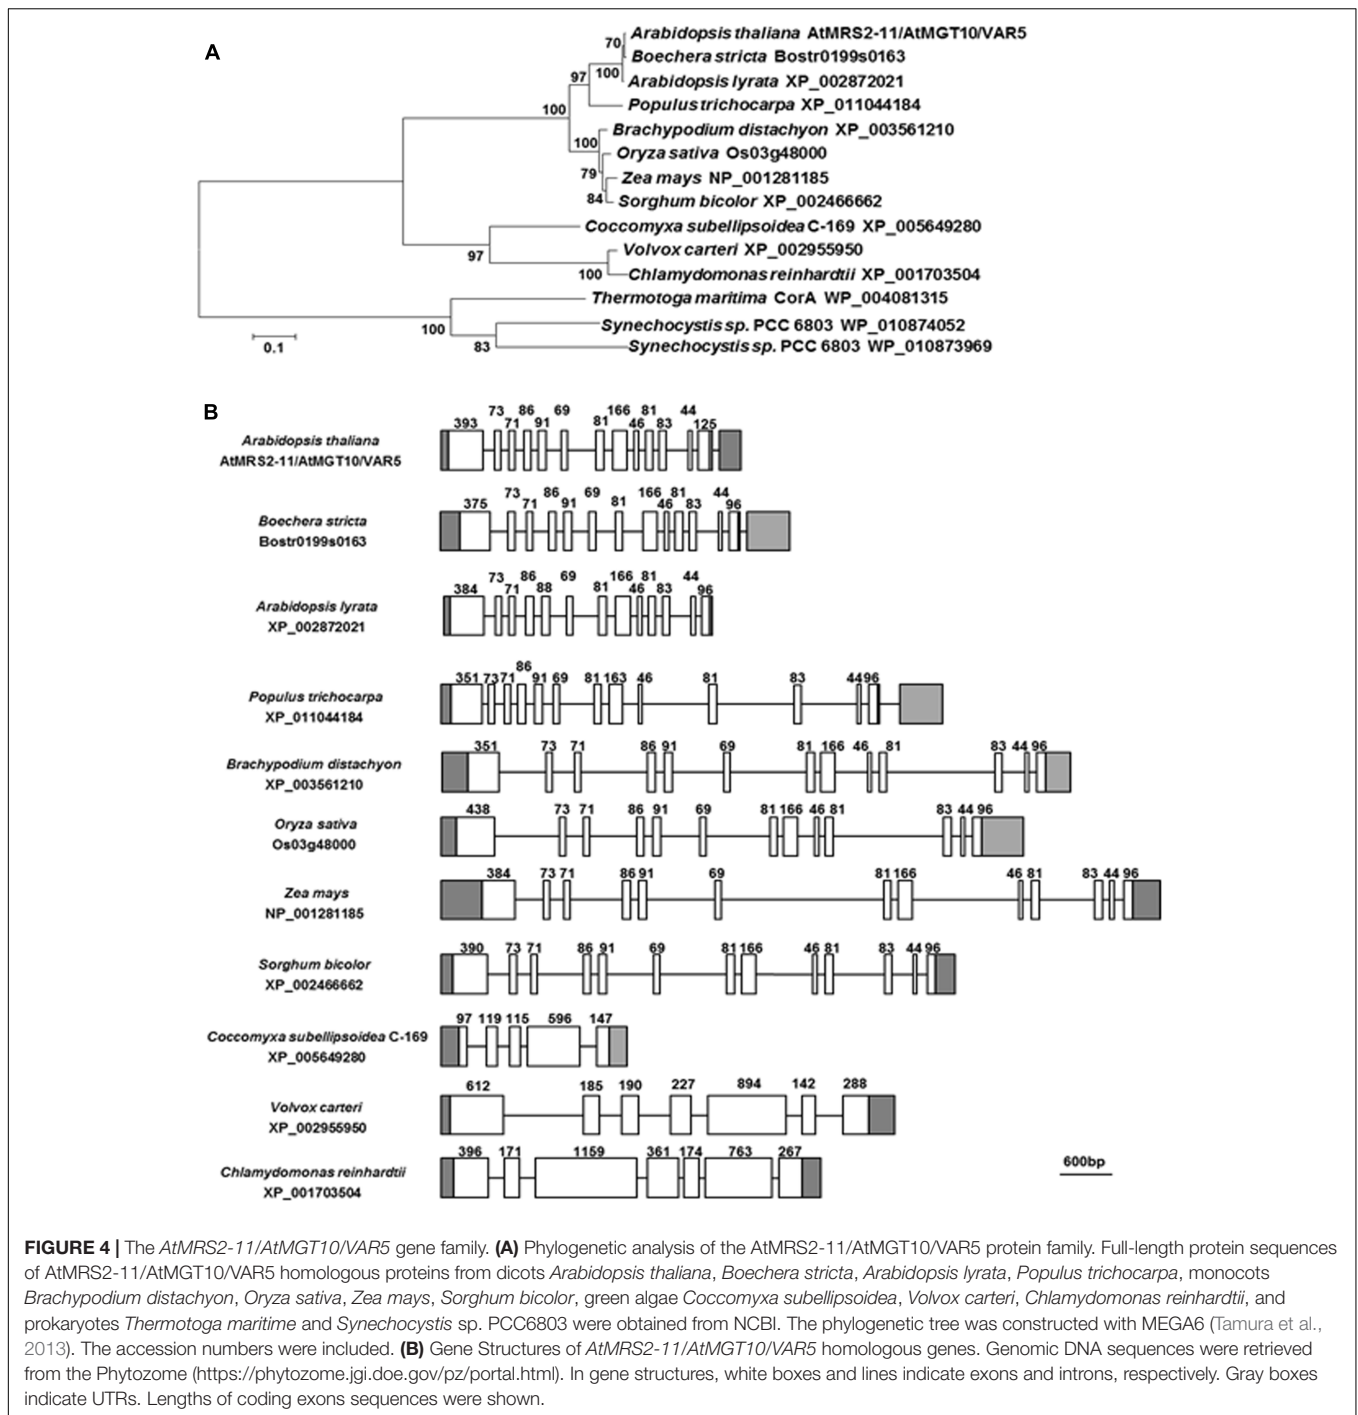 A
Arabidopsis thaliana AtMRS2-11/AtMGT10/VAR5
70
Boechera stricta Bostr0199s0163
100
Arabidopsis lyrata XP_002872021
97
Populus trichocarpa XP_011044184
100
Brachypodium distachyon XP_003561210
100
Oryza sativa Os03g48000
79
Zea mays NP_001281185
84
Sorghum bicolor XP_002466662
Coccomyxa subellipsoidea C-169 XP_005649280
97
Volvox carteri XP_002955950
100
Chlamydomonas reinhardtii XP_001703504
Thermotoga maritima CorA WP_004081315
100
Synechocystis sp. PCC 6803 WP_010874052
83
Synechocystis sp. PCC 6803 WP_010873969
0.1
B
Arabidopsis thaliana
AtMRS2-11/AtMGT10/VAR5
393 73 71 86 91 69 81 166 46 81 83 44 125
Boechera stricta
Bostr0199s0163
375 73 71 86 91 69 81 166 46 81 83 44 96
Arabidopsis lyrata
XP_002872021
384 73 71 86 88 69 81 166 46 81 83 44 96
Populus trichocarpa
XP_011044184
351 73 71 86 91 69 81 163 46 81 83 44 96
Brachypodium distachyon
XP_003561210
351 73 71 86 91 69 81 166 46 81 83 44 96
Oryza sativa
Os03g48000
438 73 71 86 91 69 81 166 46 81 83 44 96
Zea mays
NP_001281185
384 73 71 86 91 69 81 166 46 81 83 44 96
Sorghum bicolor
XP_002466662
390 73 71 86 91 69 81 166 46 81 83 44 96
Coccomyxa subellipsoidea C-169
XP_005649280
97 119 115 596 147
Volvox carteri
XP_002955950
612 185 190 227 894 142 288
Chlamydomonas reinhardtii
XP_001703504
396 171 1159 361 174 763 267
600bp
FIGURE 4 | The AtMRS2-11/AtMGT10/VAR5 gene family. (A) Phylogenetic analysis of the AtMRS2-11/AtMGT10/VAR5 protein family. Full-length protein sequences
of AtMRS2-11/AtMGT10/VAR5 homologous proteins from dicots Arabidopsis thaliana, Boechera stricta, Arabidopsis lyrata, Populus trichocarpa, monocots
Brachypodium distachyon, Oryza sativa, Zea mays, Sorghum bicolor, green algae Coccomyxa subellipsoidea, Volvox carteri, Chlamydomonas reinhardtii, and
prokaryotes Thermotoga maritime and Synechocystis sp. PCC6803 were obtained from NCBI. The phylogenetic tree was constructed with MEGA6 (Tamura et al.,
2013). The accession numbers were included. (B) Gene Structures of AtMRS2-11/AtMGT10/VAR5 homologous genes. Genomic DNA sequences were retrieved
from the Phytozome (https://phytozome.jgi.doe.gov/pz/portal.html). In gene structures, white boxes and lines indicate exons and introns, respectively. Gray boxes
indicate UTRs. Lengths of coding exons sequences were shown.